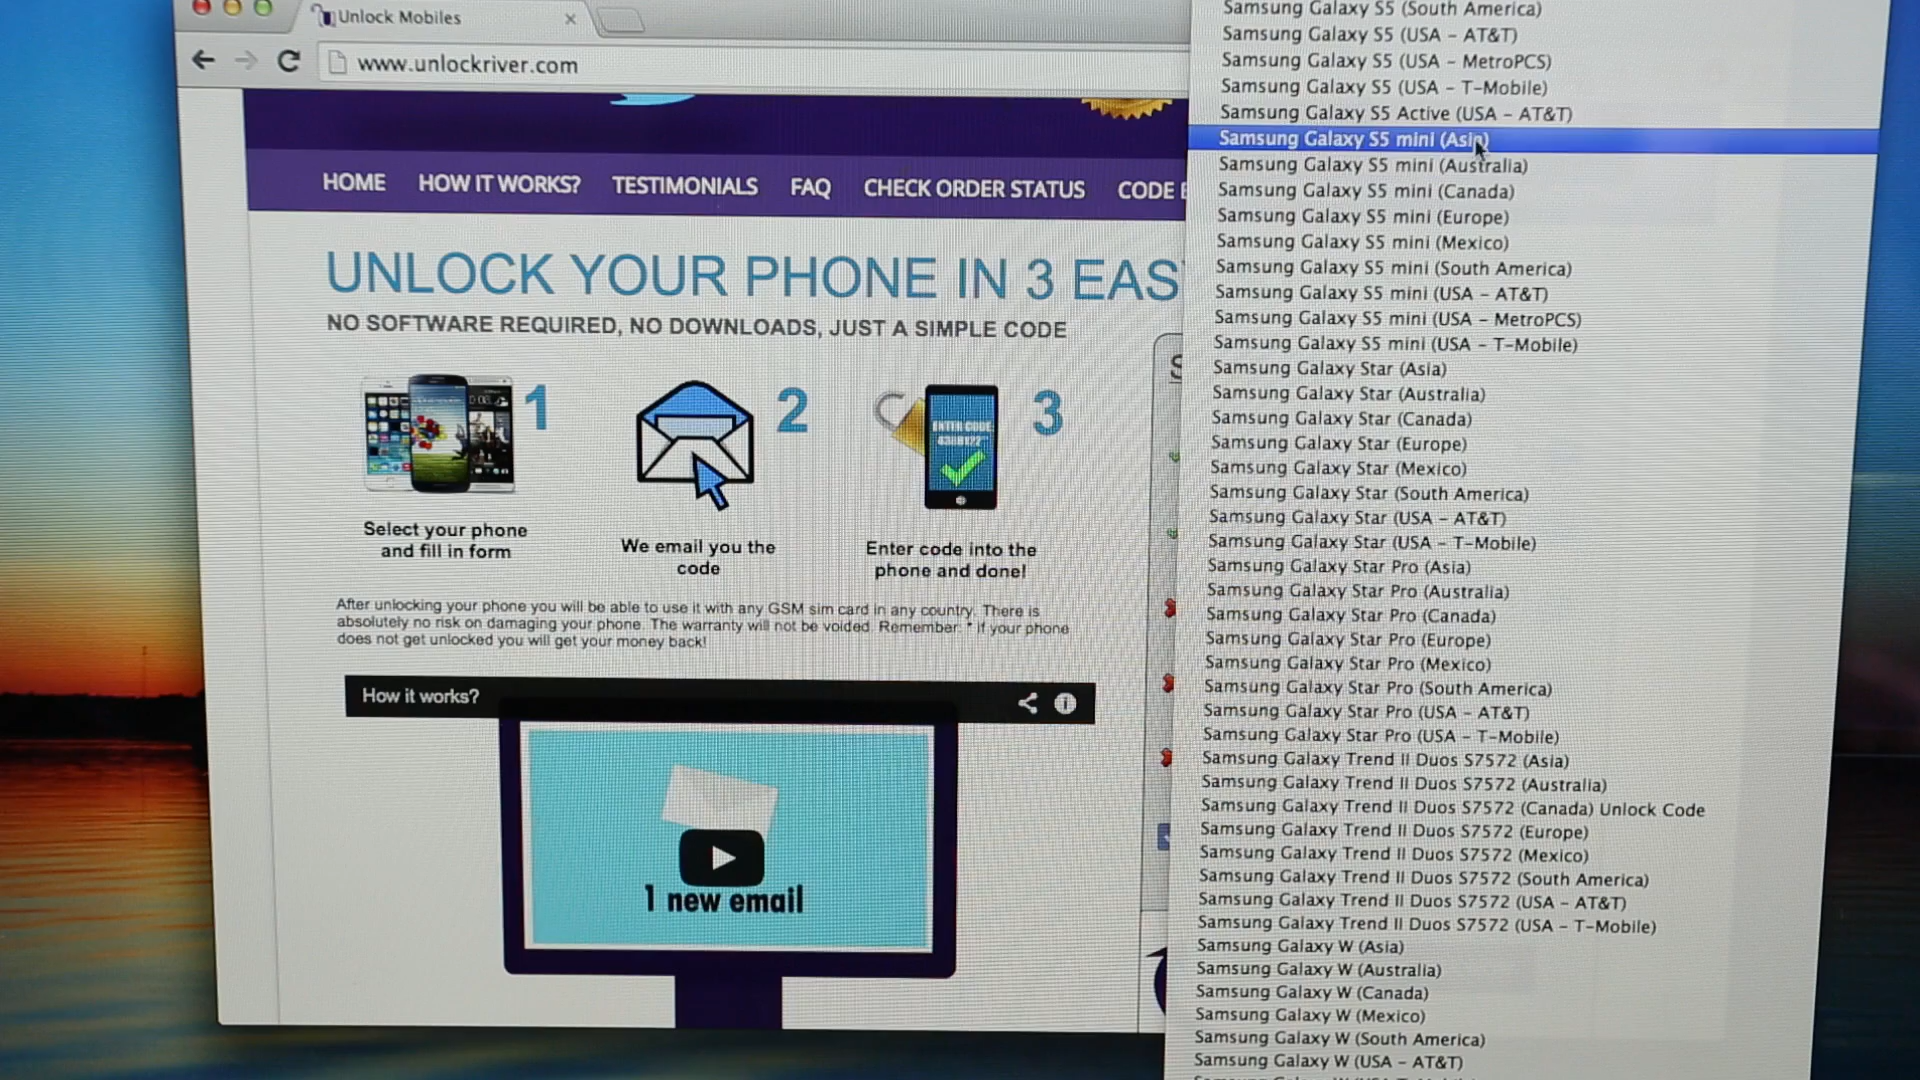 Unlock Mobiles
www.unlockriver.com
HOME HOW IT WORKS? TESTIMONIALS FAQ CHECK ORDER STATUS CODE
UNLOCK YOUR PHONE IN 3 EAS
NO SOFTWARE REQUIRED, NO DOWNLOADS, JUST A SIMPLE CODE
1
2
3
ENTER CODE
Select your phone
and fill in form
We email you the
code
Enter code into the
phone and done!
After unlocking your phone you will be able to use it with any GSM sim card in any country. There is
absolutely no risk on damaging your phone. The warranty will not be voided. Remember: * if your phone
does not get unlocked you will get your money back!
How it works?
1 new email
Samsung Galaxy S5 (South America)
Samsung Galaxy S5 (USA - AT&T)
Samsung Galaxy S5 (USA - MetroPCS)
Samsung Galaxy S5 (USA - T-Mobile)
Samsung Galaxy S5 Active (USA - AT&T)
Samsung Galaxy S5 mini (Asia)
Samsung Galaxy S5 mini (Australia)
Samsung Galaxy S5 mini (Canada)
Samsung Galaxy S5 mini (Europe)
Samsung Galaxy S5 mini (Mexico)
Samsung Galaxy S5 mini (South America)
Samsung Galaxy S5 mini (USA - AT&T)
Samsung Galaxy S5 mini (USA - MetroPCS)
Samsung Galaxy S5 mini (USA - T-Mobile)
Samsung Galaxy Star (Asia)
Samsung Galaxy Star (Australia)
Samsung Galaxy Star (Canada)
Samsung Galaxy Star (Europe)
Samsung Galaxy Star (Mexico)
Samsung Galaxy Star (South America)
Samsung Galaxy Star (USA - AT&T)
Samsung Galaxy Star (USA - T-Mobile)
Samsung Galaxy Star Pro (Asia)
Samsung Galaxy Star Pro (Australia)
Samsung Galaxy Star Pro (Canada)
Samsung Galaxy Star Pro (Europe)
Samsung Galaxy Star Pro (Mexico)
Samsung Galaxy Star Pro (South America)
Samsung Galaxy Star Pro (USA - AT&T)
Samsung Galaxy Star Pro (USA - T-Mobile)
Samsung Galaxy Trend II Duos S7572 (Asia)
Samsung Galaxy Trend II Duos S7572 (Australia)
Samsung Galaxy Trend II Duos S7572 (Canada) Unlock Code
Samsung Galaxy Trend II Duos S7572 (Europe)
Samsung Galaxy Trend II Duos S7572 (Mexico)
Samsung Galaxy Trend II Duos S7572 (South America)
Samsung Galaxy Trend II Duos S7572 (USA - AT&T)
Samsung Galaxy Trend II Duos S7572 (USA - T-Mobile)
Samsung Galaxy W (Asia)
Samsung Galaxy W (Australia)
Samsung Galaxy W (Canada)
Samsung Galaxy W (Mexico)
Samsung Galaxy W (South America)
Samsung Galaxy W (USA - AT&T)